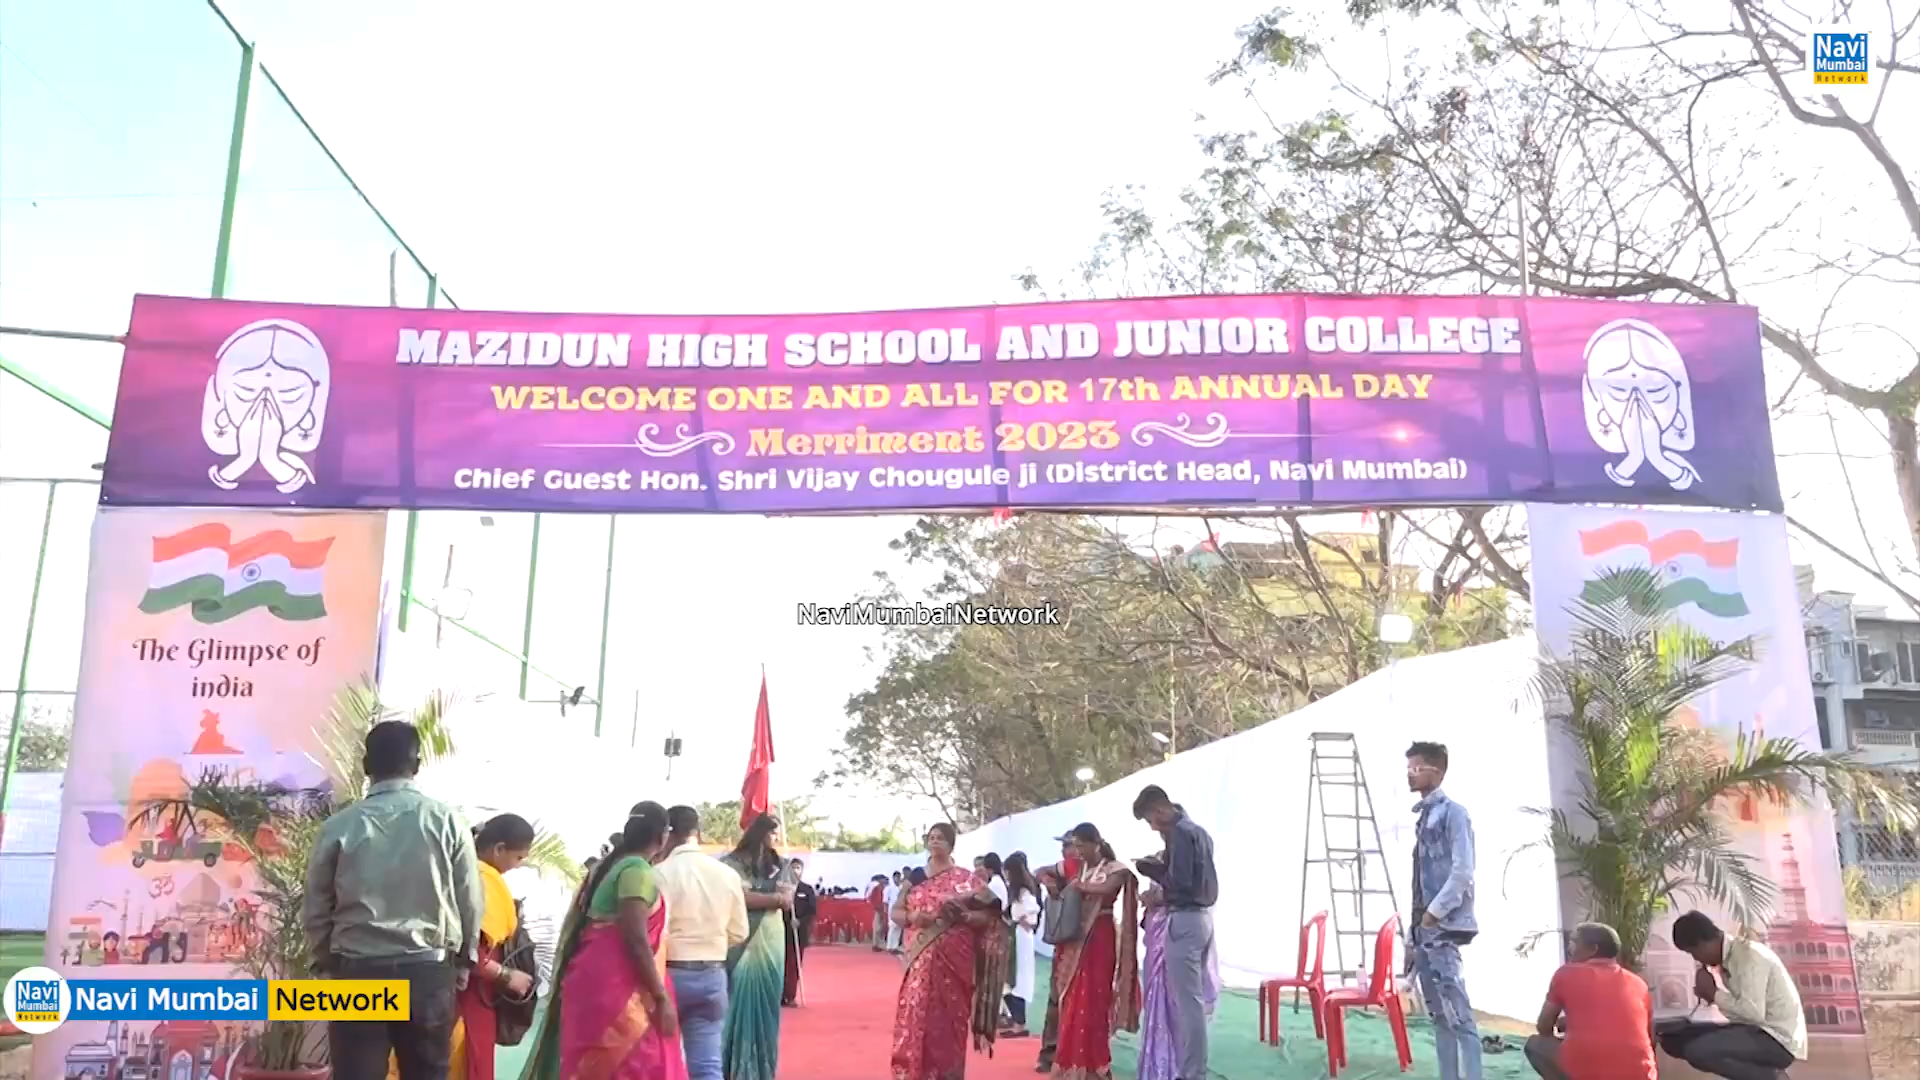 Navi
Mumbai
Network
MAZIDUN HIGH SCHOOL AND JUNIOR COLLEGE
WELCOME ONE AND ALL FOR 17th ANNUAL DAY
Merriment 2023
Chief Guest Hon. Shri Vijay Chougule ji (District Head, Navi Mumbai)
The Glimpse of
india
NaviMumbaiNetwork
ॐ
Navi
Mumbai
Network
Navi Mumbai Network